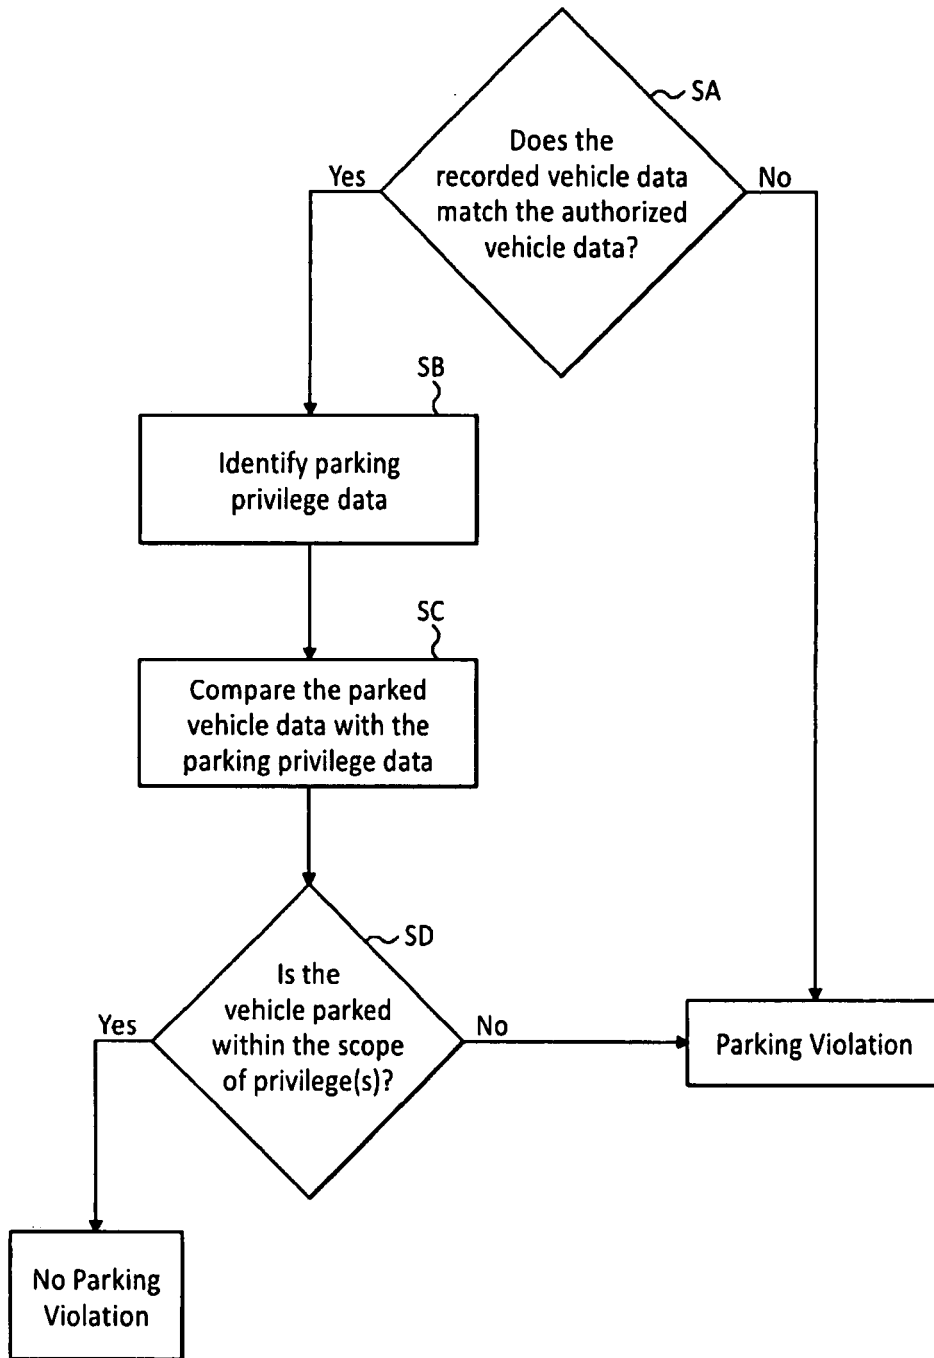 SA
Does the
recorded vehicle data
match the authorized
vehicle data?
Yes
No
SB
Identify parking
privilege data
SC
Compare the parked
vehicle data with the
parking privilege data
SD
Is the
vehicle parked
within the scope
of privilege(s)?
Yes
No
Parking Violation
No Parking
Violation